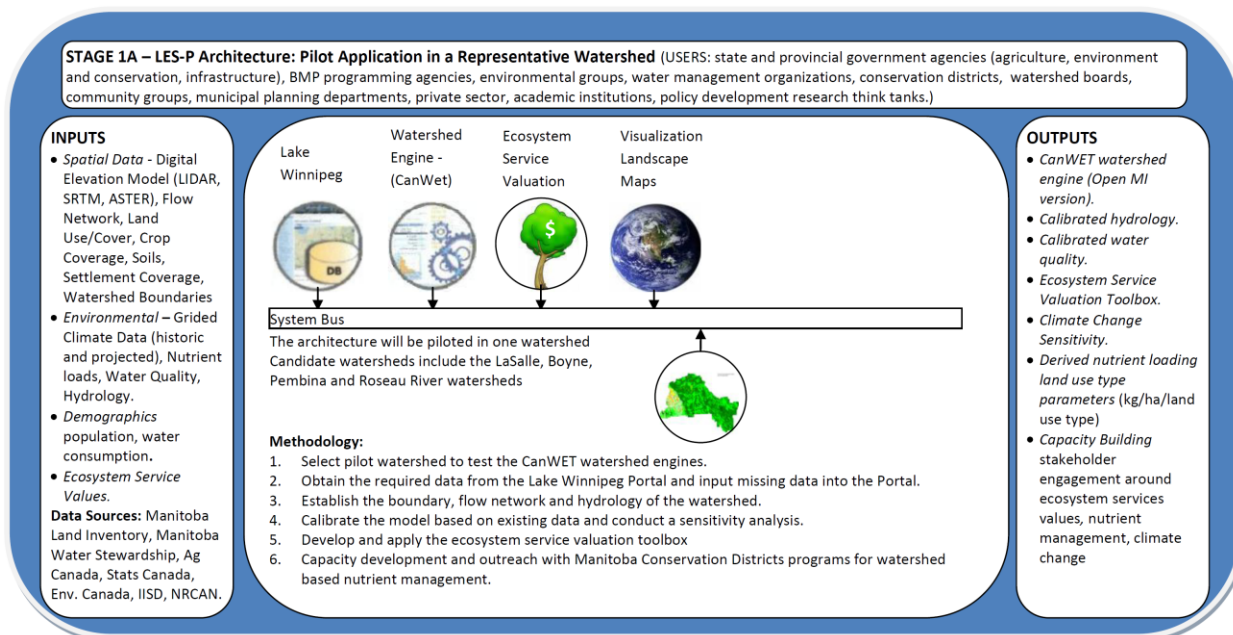 STAGE 1A – LES-P Architecture: Pilot Application in a Representative Watershed (USERS: state and provincial government agencies (agriculture, environment
and conservation, infrastructure), BMP programming agencies, environmental groups, water management organizations, conservation districts, watershed boards,
community groups, municipal planning departments, private sector, academic institutions, policy development research think tanks.)
INPUTS
• Spatial Data - Digital
Elevation Model (LIDAR,
SRTM, ASTER), Flow
Network, Land
Use/Cover, Crop
Coverage, Soils,
Settlement Coverage,
Watershed Boundaries
• Environmental – Grided
Climate Data (historic
and projected), Nutrient
loads, Water Quality,
Hydrology.
• Demographics
population, water
consumption.
• Ecosystem Service
Values.
Data Sources: Manitoba
Land Inventory, Manitoba
Water Stewardship, Ag
Canada, Stats Canada,
Env. Canada, IISD, NRCAN.
Lake
Winnipeg
Watershed
Engine -
(CanWet)
Ecosystem
Service
Valuation
Visualization
Landscape
Maps
DB
$
System Bus
The architecture will be piloted in one watershed
Candidate watersheds include the LaSalle, Boyne,
Pembina and Roseau River watersheds
Methodology:
1. Select pilot watershed to test the CanWET watershed engines.
2. Obtain the required data from the Lake Winnipeg Portal and input missing data into the Portal.
3. Establish the boundary, flow network and hydrology of the watershed.
4. Calibrate the model based on existing data and conduct a sensitivity analysis.
5. Develop and apply the ecosystem service valuation toolbox
6. Capacity development and outreach with Manitoba Conservation Districts programs for watershed
based nutrient management.
OUTPUTS
• CanWET watershed
engine (Open MI
version).
• Calibrated hydrology.
• Calibrated water
quality.
• Ecosystem Service
Valuation Toolbox.
• Climate Change
Sensitivity.
• Derived nutrient loading
land use type
parameters (kg/ha/land
use type)
• Capacity Building
stakeholder
engagement around
ecosystem services
values, nutrient
management, climate
change